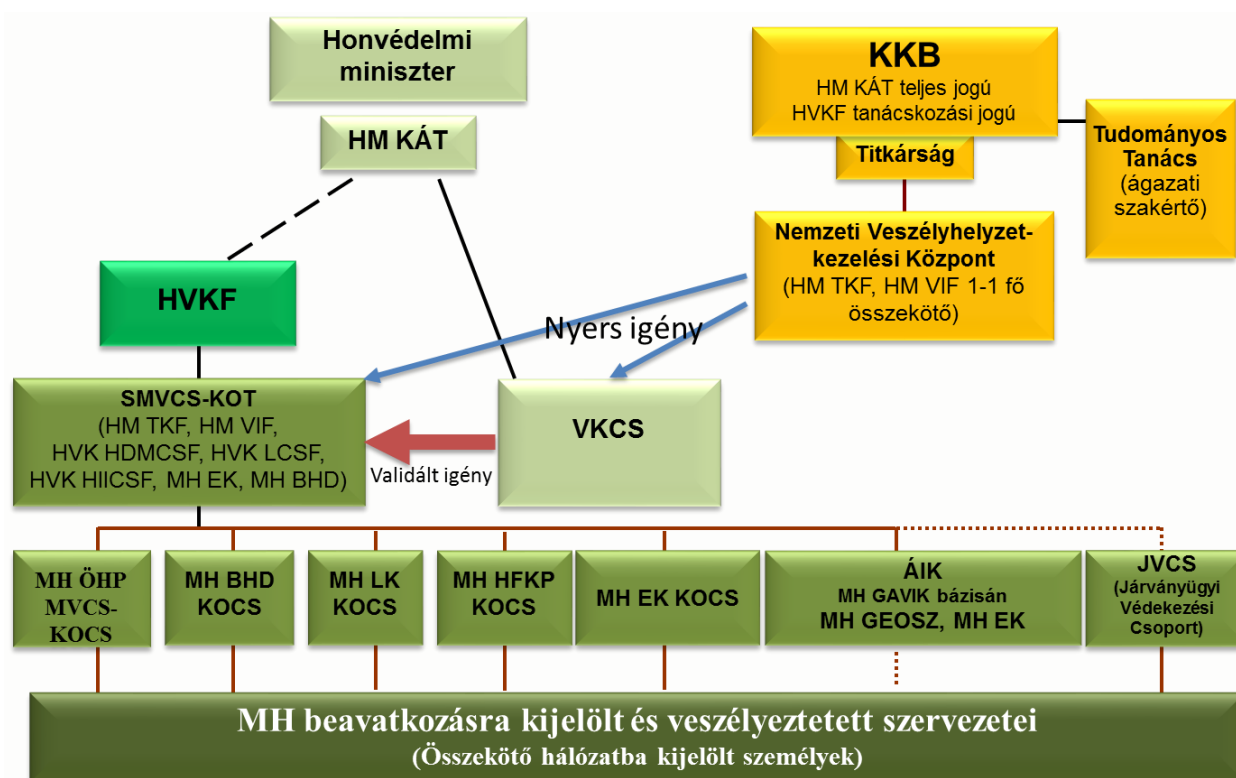 Honvédelmi
miniszter
HM KÁT
KKB
HM KÁT teljes jogú
HVKF tanácskozási jogú
Titkárság
Tudományos
Tanács
(ágazati
szakértő)
Nemzeti Veszélyhelyzet-
kezelési Központ
(HM TKF, HM VIF 1-1 fő
összekötő)
HVKF
Nyers igény
SMVCS-KOT
(HM TKF, HM VIF,
HVK HDMCSF, HVK LCSF,
HVK HIICSF, MH EK, MH BHD)
Validált igény
VKCS
MH ÖHP
MVCS-
KOCS
MH BHD
KOCS
MH LK
KOCS
MH HFKP
KOCS
MH EK KOCS
ÁIK
MH GAVIK bázisán
MH GEOSZ, MH EK
JVCS
(Járványügyi
Védekezési
Csoport)
MH beavatkozásra kijelölt és veszélyeztetett szervezetei
(Összekötő hálózatba kijelölt személyek)